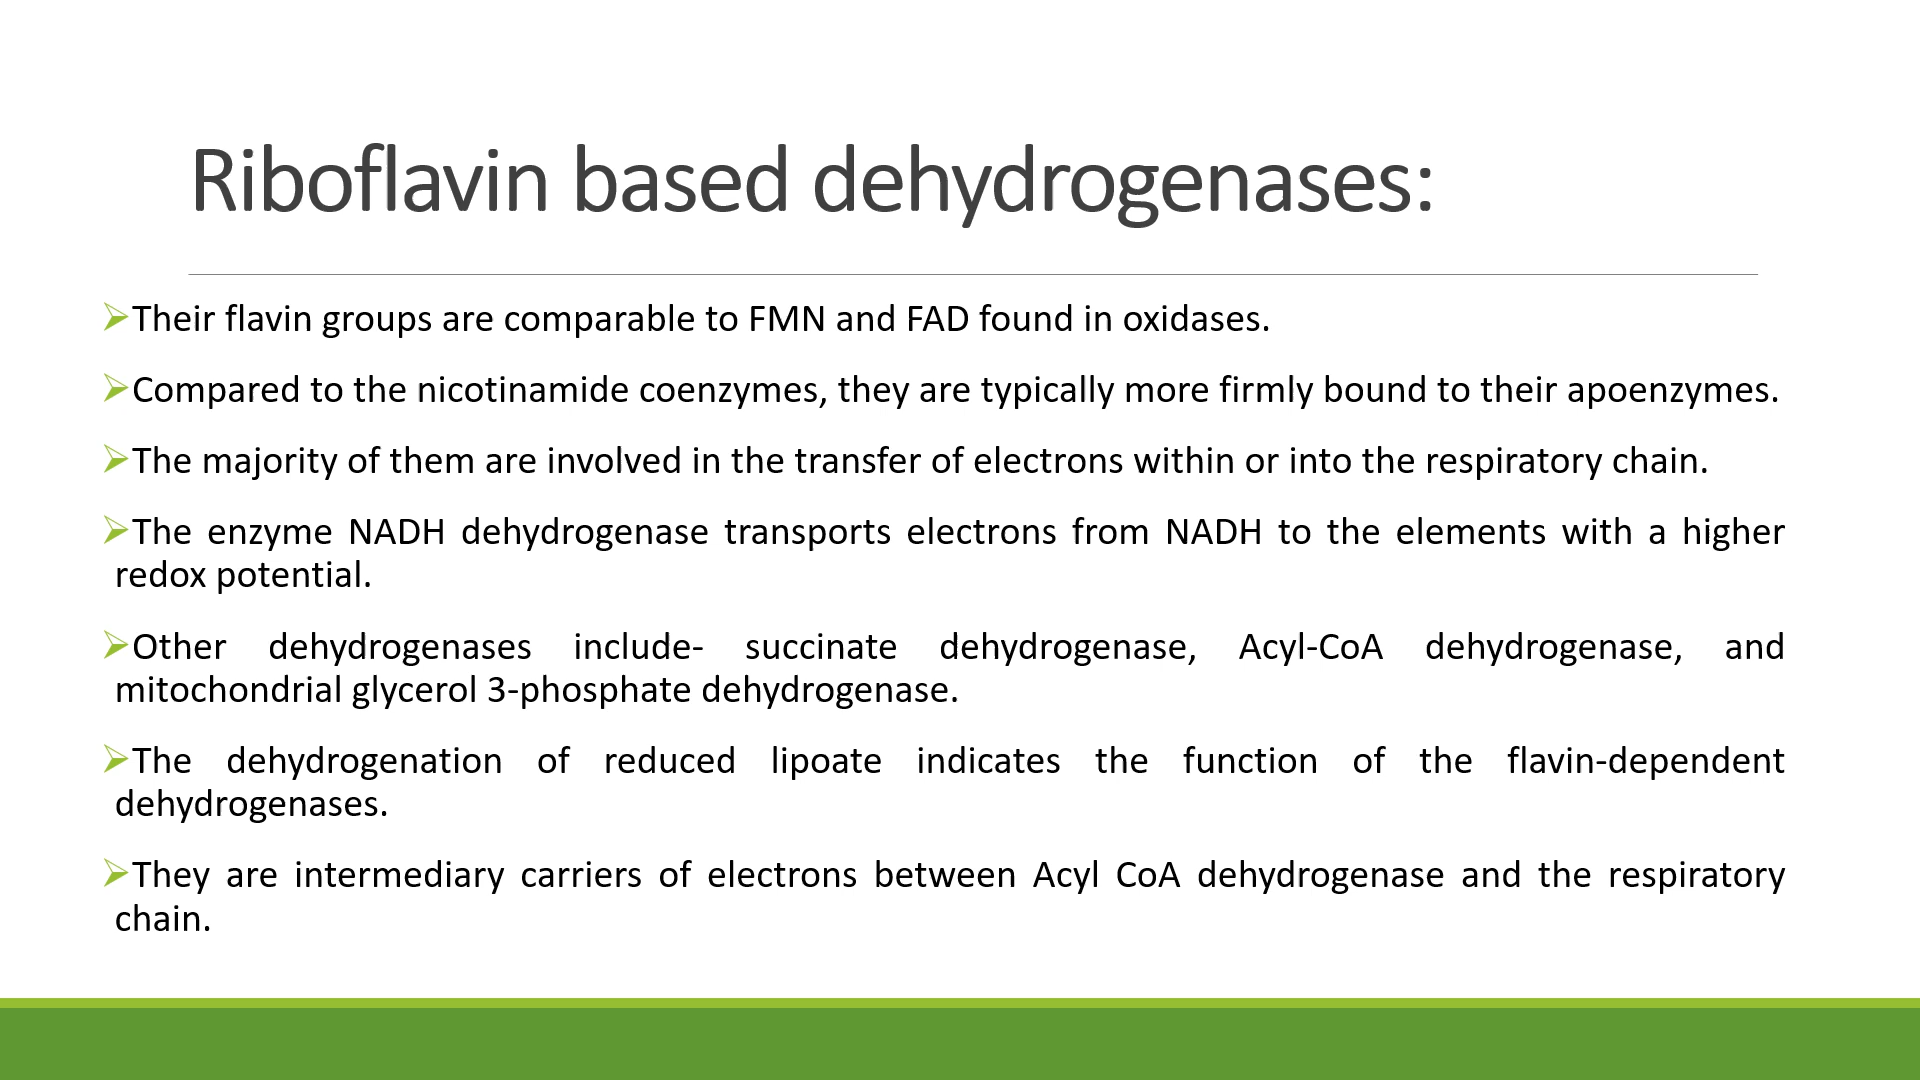 Riboflavin based dehydrogenases:
➢Their flavin groups are comparable to FMN and FAD found in oxidases.
➢Compared to the nicotinamide coenzymes, they are typically more firmly bound to their apoenzymes.
➢The majority of them are involved in the transfer of electrons within or into the respiratory chain.
➢The enzyme NADH dehydrogenase transports electrons from NADH to the elements with a higher
redox potential.
➢Other dehydrogenases include- succinate dehydrogenase, Acyl-CoA dehydrogenase, and
mitochondrial glycerol 3-phosphate dehydrogenase.
➢The dehydrogenation of reduced lipoate indicates the function of the flavin-dependent
dehydrogenases.
➢They are intermediary carriers of electrons between Acyl CoA dehydrogenase and the respiratory
chain.